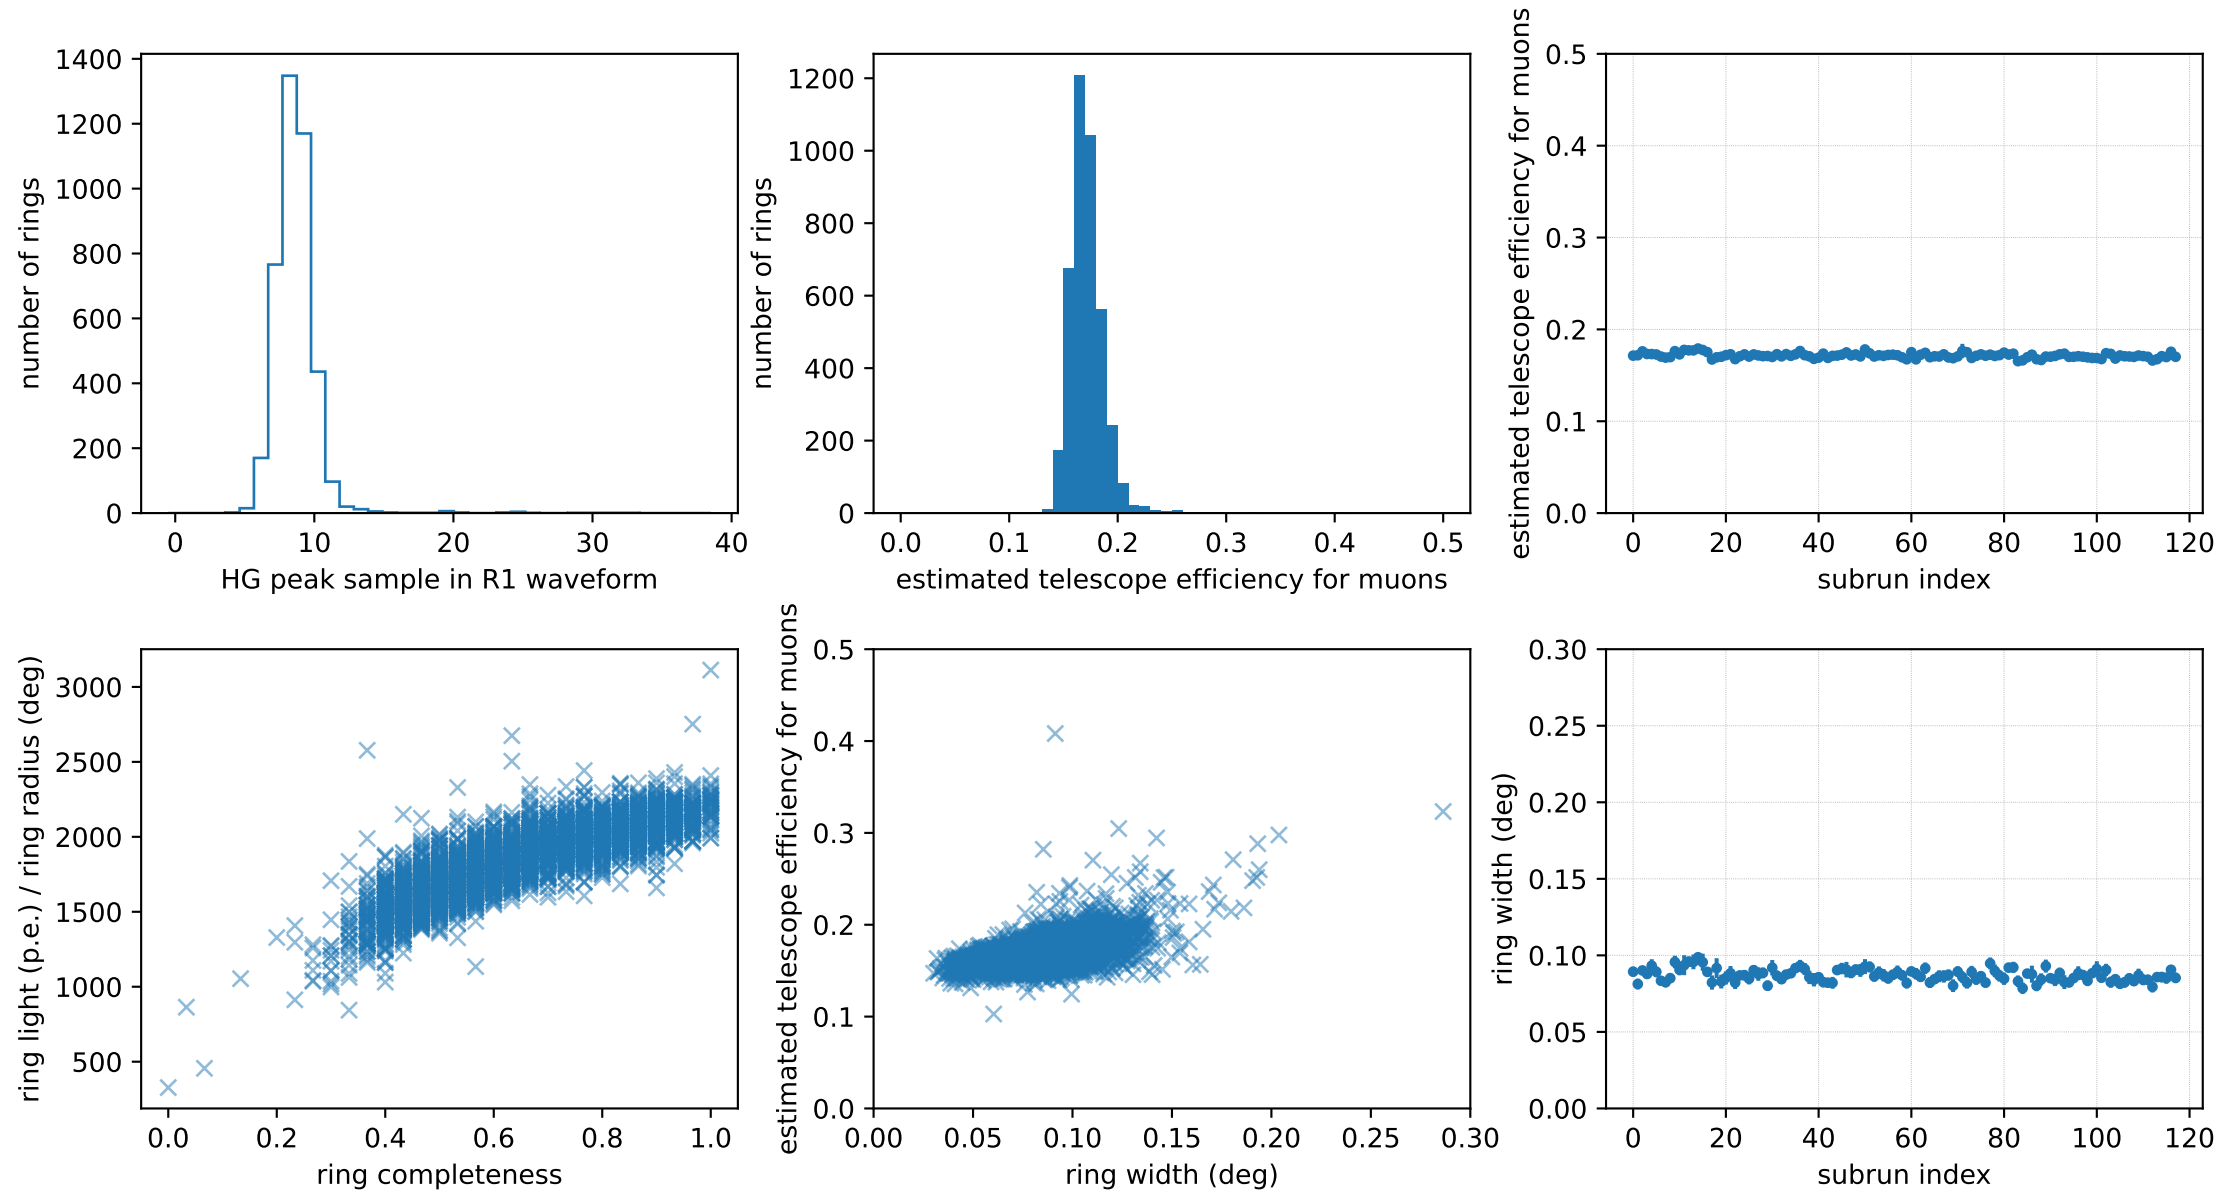 1400
1200
1000
800
600
400
200
0
number of rings
0 10 20 30 40
HG peak sample in R1 waveform
1200
1000
800
600
400
200
0
number of rings
0.0 0.1 0.2 0.3 0.4 0.5
estimated telescope efficiency for muons
0.5
0.4
0.3
0.2
0.1
0.0
estimated telescope efficiency for muons
0 20 40 60 80 100 120
subrun index
3000
2500
2000
1500
1000
500
ring light (p.e.) / ring radius (deg)
0.0 0.2 0.4 0.6 0.8 1.0
ring completeness
0.5
0.4
0.3
0.2
0.1
0.0
estimated telescope efficiency for muons
0.00 0.05 0.10 0.15 0.20 0.25 0.30
ring width (deg)
0.30
0.25
0.20
0.15
0.10
0.05
0.00
ring width (deg)
0 20 40 60 80 100 120
subrun index